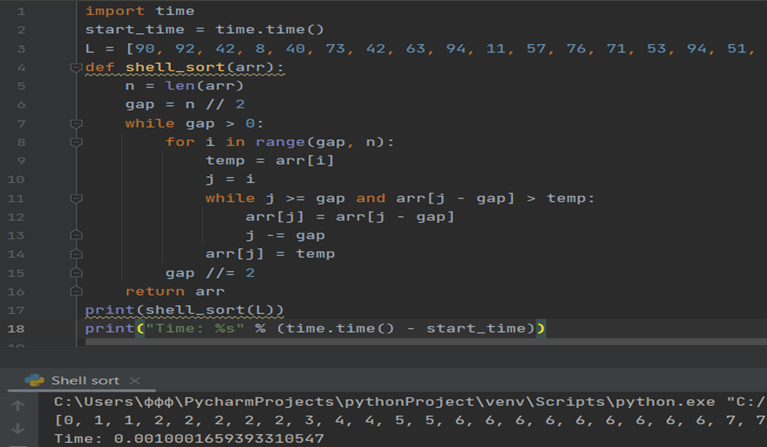 1 import time
2 start_time = time.time()
3 L = [90, 92, 42, 8, 40, 73, 42, 63, 94, 11, 57, 76, 71, 53, 94, 51,
4 def shell_sort(arr):
5 n = len(arr)
6 gap = n // 2
7 while gap > 0:
8 for i in range(gap, n):
9 temp = arr[i]
10 j = i
11 while j >= gap and arr[j - gap] > temp:
12 arr[j] = arr[j - gap]
13 j -= gap
14 arr[j] = temp
15 gap //= 2
16 return arr
17 print(shell_sort(L))
18 print("Time: %s" % (time.time() - start_time))
Shell sort
C:\Users\ффф\PycharmProjects\pythonProject\venv\Scripts\python.exe "C:/
[0, 1, 1, 2, 2, 2, 2, 2, 3, 4, 4, 5, 5, 6, 6, 6, 6, 6, 6, 6, 6, 6, 7, 7
Time: 0.0010001659393310547